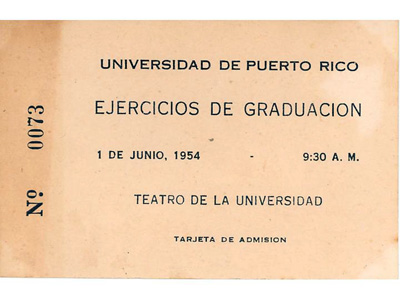 UNIVERSIDAD DE PUERTO RICO
EJERCICIOS DE GRADUACION
1 DE JUNIO, 1954 - 9:30 A. M.
TEATRO DE LA UNIVERSIDAD
TARJETA DE ADMISION
Nº 0073